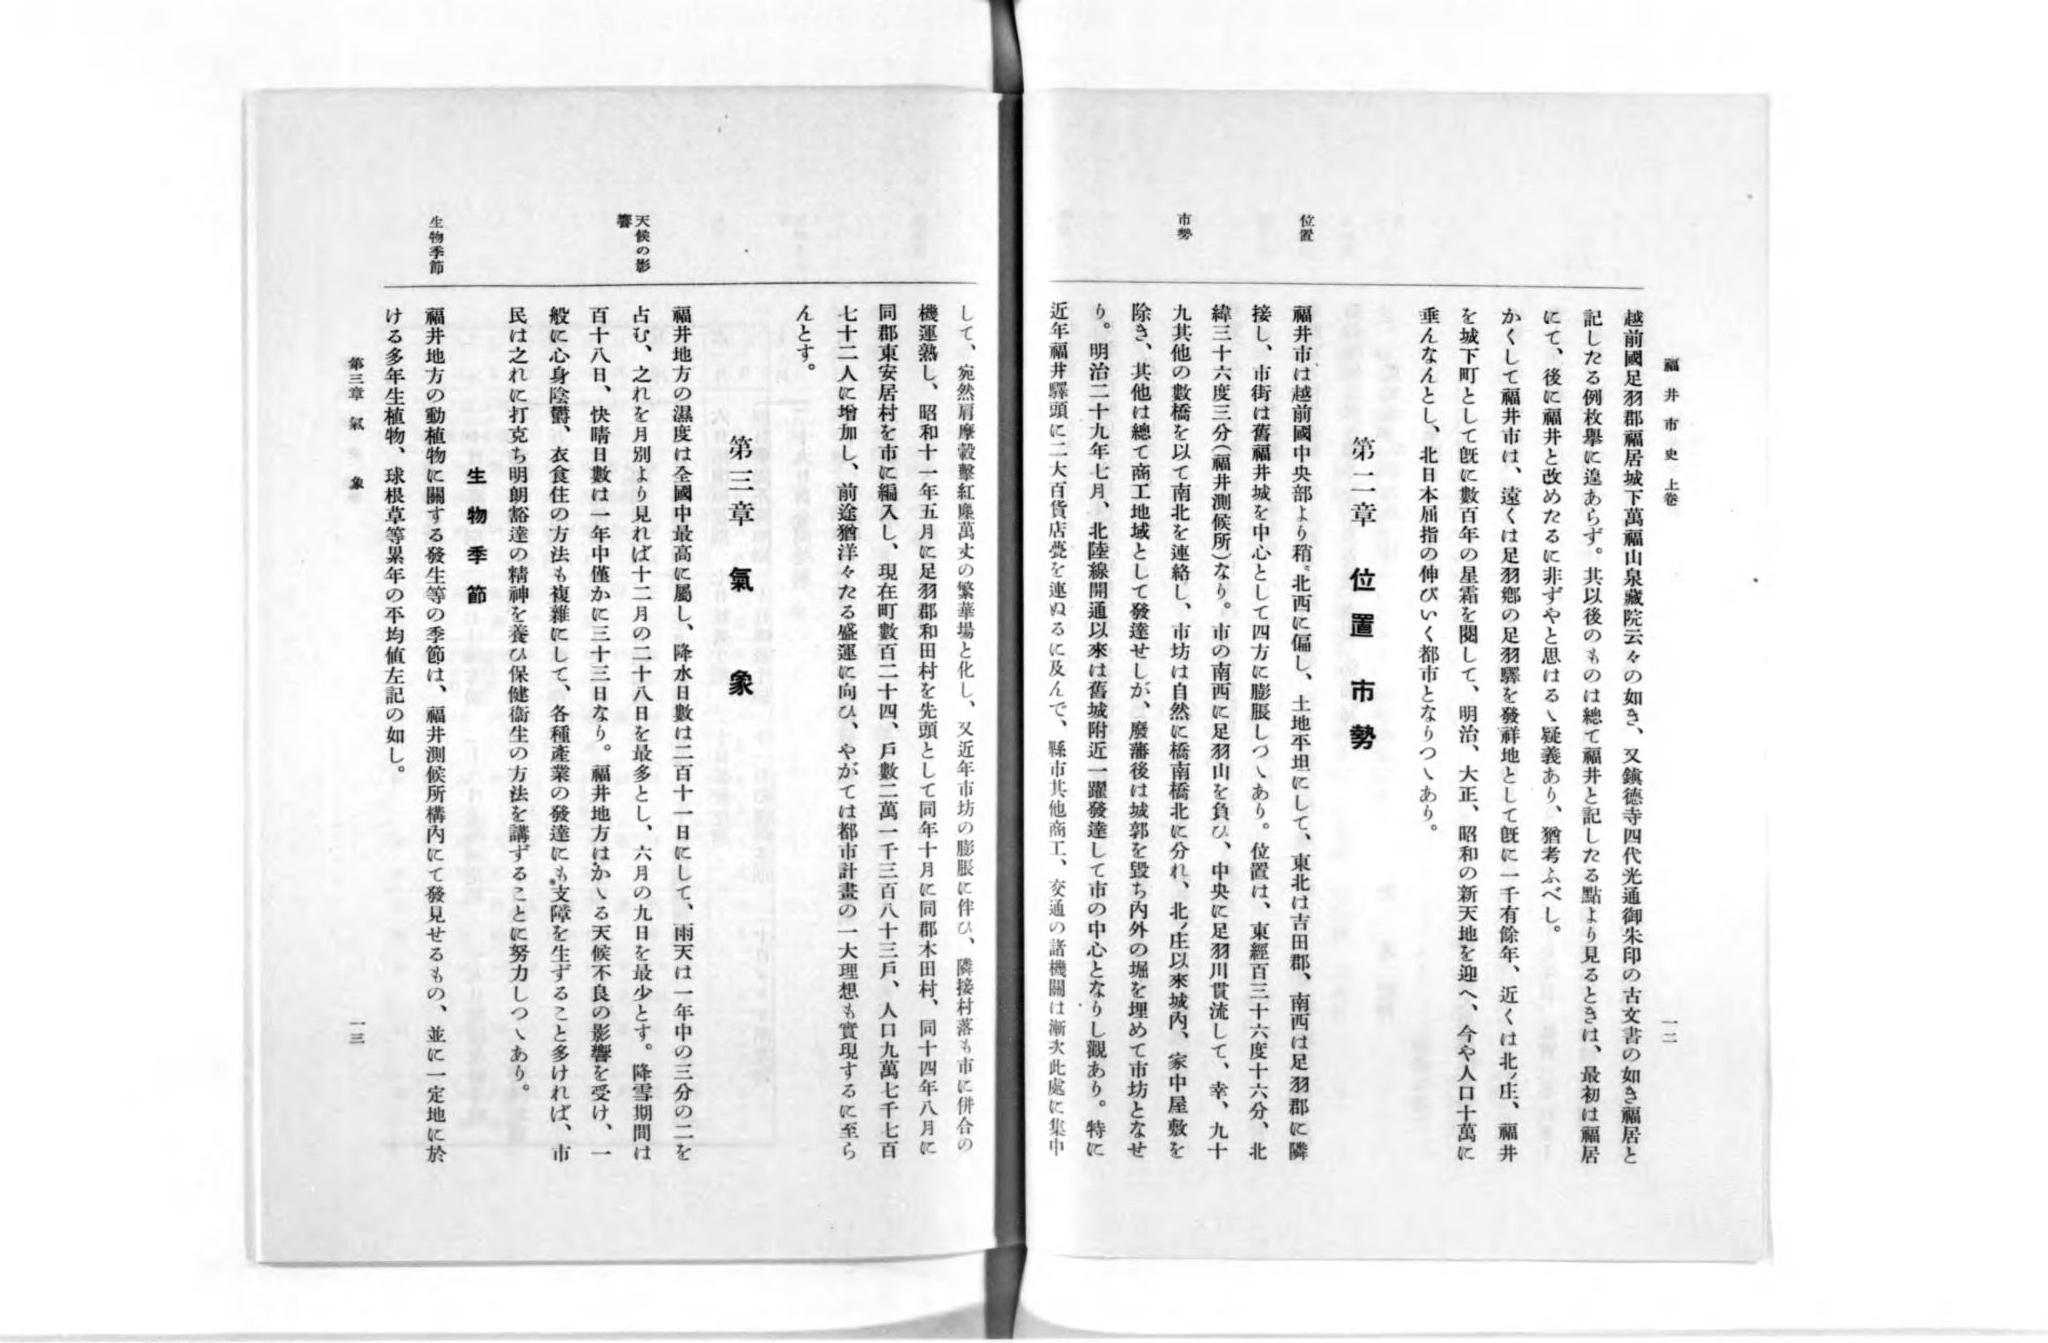 福井市史 上卷
一二
越前國足羽郡福居城下萬福山泉藏院云々の如き、又鎭德寺四代光通御朱印の古文書の如き福居と
記したる例枚擧に遑あらず。其以後のものは總て福井と記したる點より見るときは、最初は福居
にて、後に福井と改めたるに非ずやと思はるゝ疑義あり、猶考ふべし。
かくして福井市は、遠くは足羽鄕の足羽驛を發祥地として旣に一千有餘年、近くは北ノ庄、福井
を城下町として旣に數百年の星霜を閱して、明治、大正、昭和の新天地を迎へ、今や人口十萬に
垂んなんとし、北日本屈指の伸びいく都市となりつゝあり。
第二章 位置市勢
位置
福井市は越前國中央部より稍〻北西に偏し、土地平坦にして、東北は吉田郡、南西は足羽郡に隣
接し、市街は舊福井城を中心として四方に膨脹しつゝあり。位置は、東經百三十六度十六分、北
緯三十六度三分(福井測候所)なり。市の南西に足羽山を負ひ、中央に足羽川貫流して、幸、九十
市勢
九其他の數橋を以て南北を連絡し、市坊は自然に橋南橋北に分れ、北ノ庄以來城內、家中屋敷を
除き、其他は總て商工地域として發達せしが、廢藩後は城郭を毀ち內外の堀を埋めて市坊となせ
り。明治二十九年七月、北陸線開通以來は舊城附近一躍發達して市の中心となりし觀あり。特に
近年福井驛頭に二大百貨店甍を連ぬるに及んで、縣市其他商工、交通の諸機關は漸次此處に集中
して、宛然肩摩轂擊紅塵萬丈の繁華場と化し、又近年市坊の膨脹に伴ひ、隣接村落も市に併合の
機運熟し、昭和十一年五月に足羽郡和田村を先頭として同年十月に同郡木田村、同十四年八月に
同郡東安居村を市に編入し、現在町數百二十四、戶數二萬一千三百八十三戶、人口九萬七千七百
七十二人に增加し、前途猶洋々たる盛運に向ひ、やがては都市計畫の一大理想も實現するに至ら
んとす。
第三章 氣象
福井地方の濕度は全國中最高に屬し、降水日數は二百十一日にして、雨天は一年中の三分の二を
天候の影
響
占む、之れを月別より見れば十二月の二十八日を最多とし、六月の九日を最少とす。降雪期間は
百十八日、快晴日數は一年中僅かに三十三日なり。福井地方はかゝる天候不良の影響を受け、一
般に心身陰鬱、衣食住の方法も複雜にして、各種產業の發達にも支障を生ずること多けれぱ、市
民は之れに打克ち明朗豁達の精神を養ひ保健衞生の方法を講ずることに努力しつゝあり。
生物季節
生物季節
福井地方の動植物に關する發生等の季節は、福井測候所構內にて發見せるもの、並に一定地に於
ける多年生植物、球根草等累年の平均値左記の如し。
第三章 氣象
一三